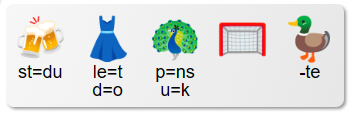 st=du le=t p=ns -te
d=o u=k